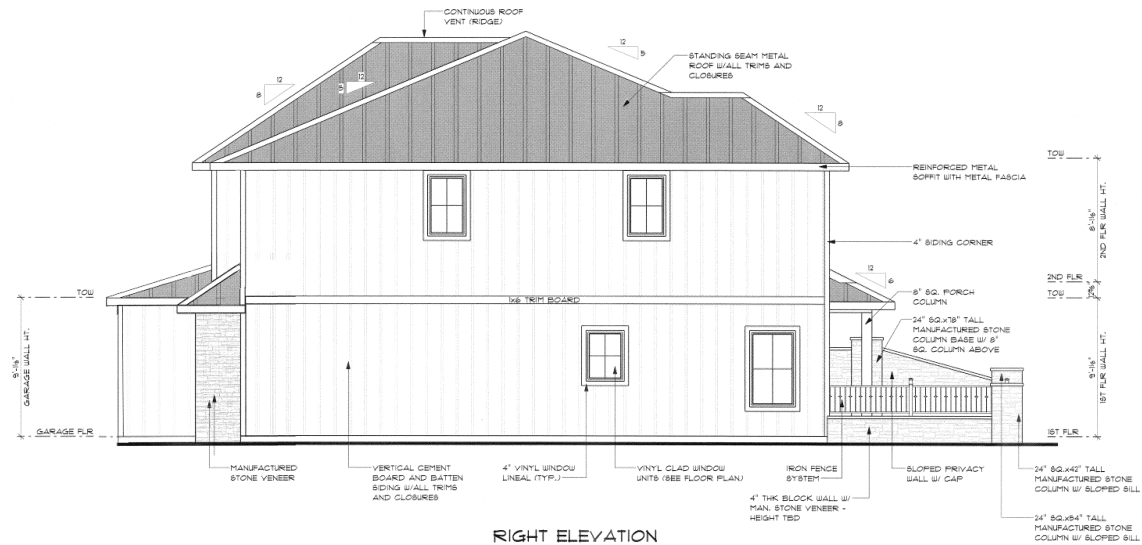 CONTINUOUS ROOF
VENT (RIDGE)
12
8
12
5
12
5
STANDING SEAM METAL
ROOF W/ALL TRIMS AND
CLOSURES
12
8
TOW
REINFORCED METAL
SOFFIT WITH METAL FASCIA
8'-1 1/8"
2ND FLR WALL HT.
4" SIDING CORNER
12
6
2ND FLR
TOW
8" SQ. PORCH
COLUMN
TOW
1x6 TRIM BOARD
24" SQ.x78" TALL
MANUFACTURED STONE
COLUMN BASE W/ 8"
SQ. COLUMN ABOVE
9'-1 1/8"
GARAGE WALL HT.
9'-1 1/8"
1ST FLR WALL HT.
GARAGE FLR
1ST FLR
MANUFACTURED
STONE VENEER
VERTICAL CEMENT
BOARD AND BATTEN
SIDING W/ALL TRIMS
AND CLOSURES
4" VINYL WINDOW
LINEAL (TYP.)
VINYL CLAD WINDOW
UNITS (SEE FLOOR PLAN)
IRON FENCE
SYSTEM
SLOPED PRIVACY
WALL W/ CAP
24" SQ.x42" TALL
MANUFACTURED STONE
COLUMN W/ SLOPED SILL
4" THK BLOCK WALL W/
MAN. STONE VENEER -
HEIGHT TBD
24" SQ.x54" TALL
MANUFACTURED STONE
COLUMN W/ SLOPED SILL
RIGHT ELEVATION